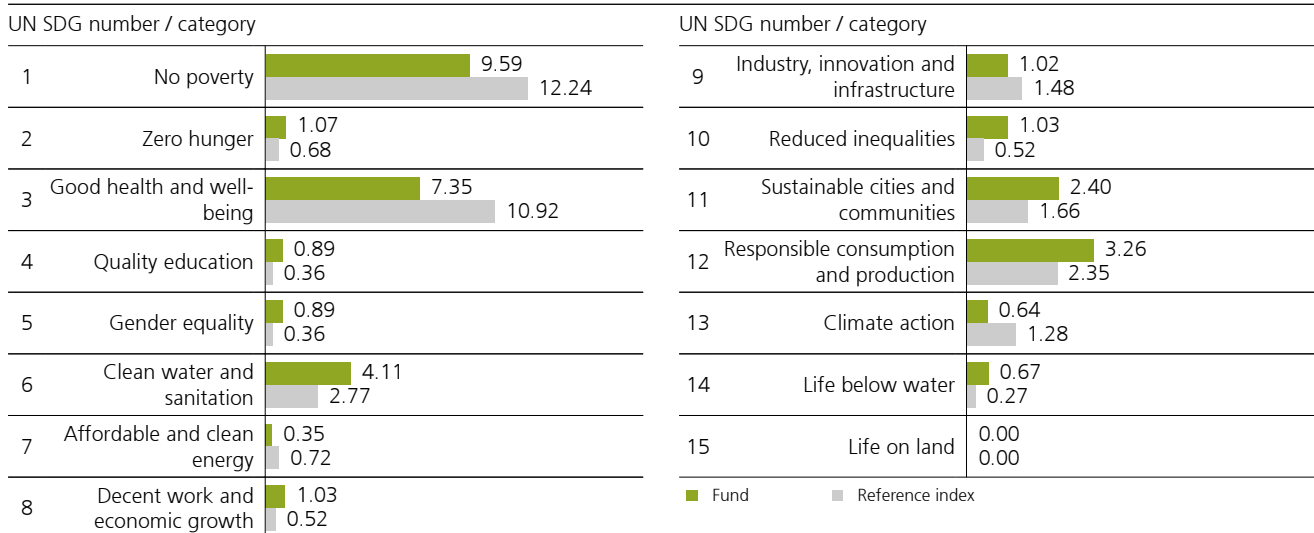 UN SDG number / category
1 No poverty 9.59
12.24
2 Zero hunger 1.07
0.68
3 Good health and well-
being 7.35
10.92
4 Quality education 0.89
0.36
5 Gender equality 0.89
0.36
6 Clean water and
sanitation 4.11
2.77
7 Affordable and clean
energy 0.35
0.72
8 Decent work and
economic growth 1.03
0.52
UN SDG number / category
9 Industry, innovation and
infrastructure 1.02
1.48
10 Reduced inequalities 1.03
0.52
11 Sustainable cities and
communities 2.40
1.66
12 Responsible consumption
and production 3.26
2.35
13 Climate action 0.64
1.28
14 Life below water 0.67
0.27
15 Life on land 0.00
0.00
Fund Reference index